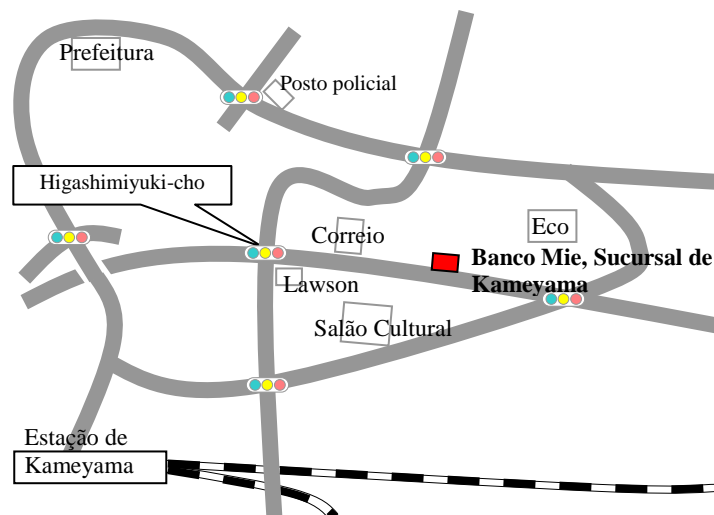 Prefeitura
Posto policial
Higashimiyuki-cho
Correio
Eco
Banco Mie, Sucursal de
Kameyama
Lawson
Salão Cultural
Estação de
Kameyama